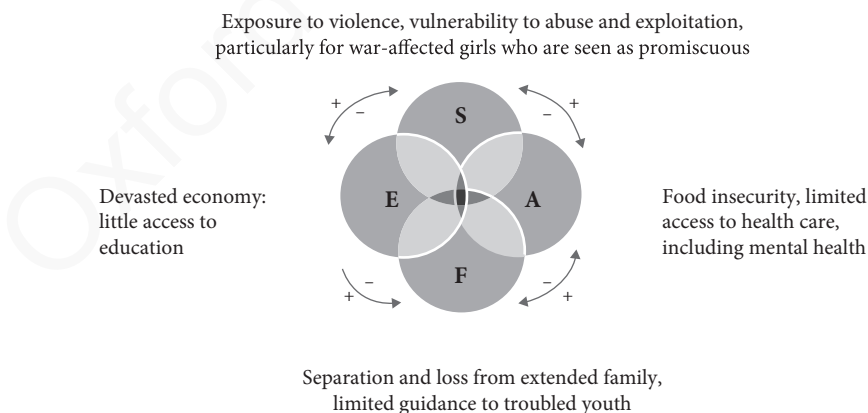 Exposure to violence, vulnerability to abuse and exploitation,
particularly for war-affected girls who are seen as promiscuous
+
−
−
+
S
Devasted economy:
little access to
education
E
A
Food insecurity, limited
access to health care,
including mental health
F
+
−
−
+
Separation and loss from extended family,
limited guidance to troubled youth